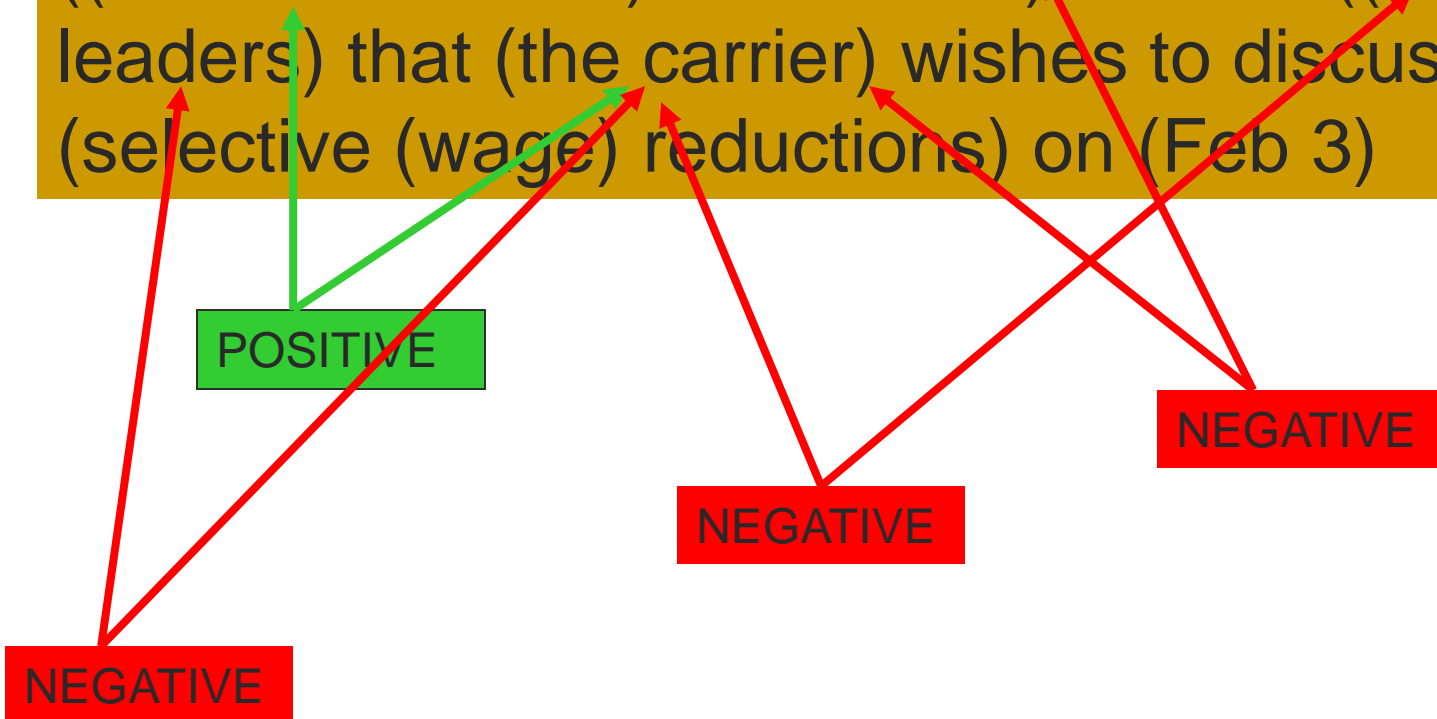 leaders) that (the carrier) wishes to discus
(selective (wage) reductions) on (Feb 3)
POSITIVE
NEGATIVE
NEGATIVE
NEGATIVE